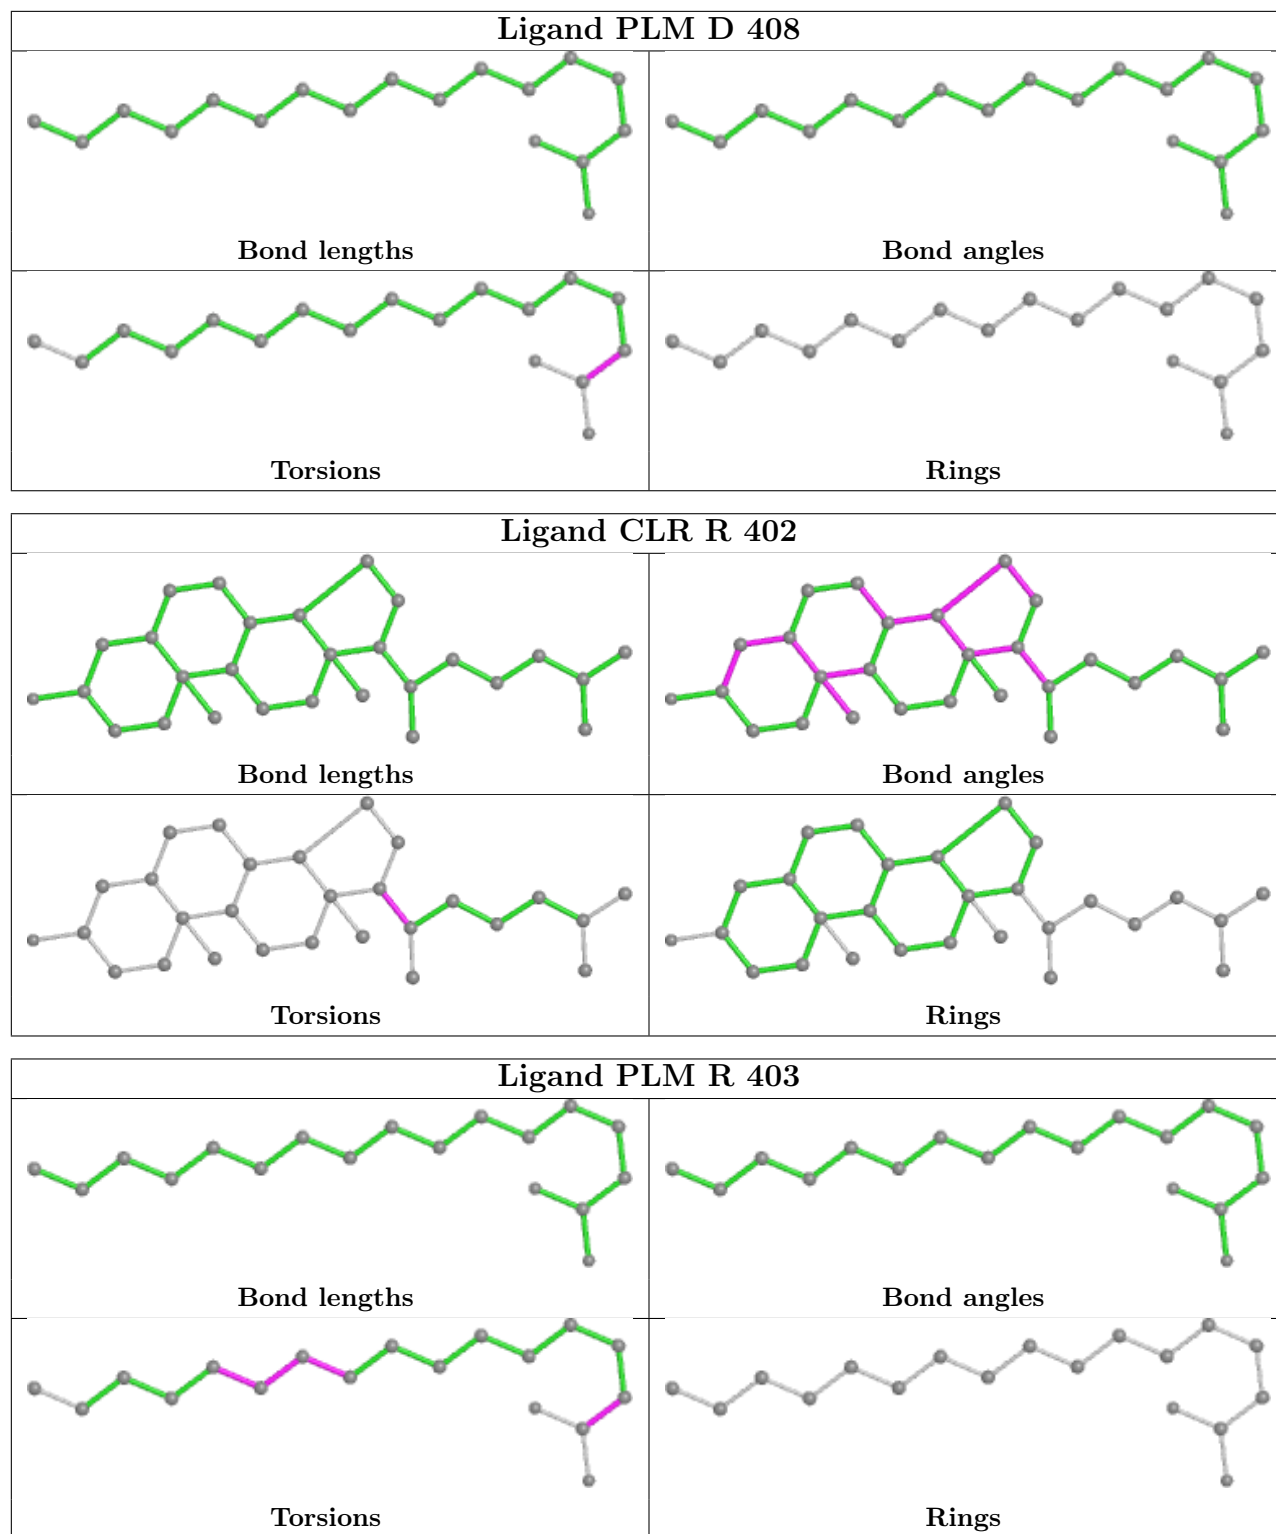 Ligand PLM D 408
Bond lengths
Bond angles
Torsions
Rings
Ligand CLR R 402
Bond lengths
Bond angles
Torsions
Rings
Ligand PLM R 403
Bond lengths
Bond angles
Torsions
Rings